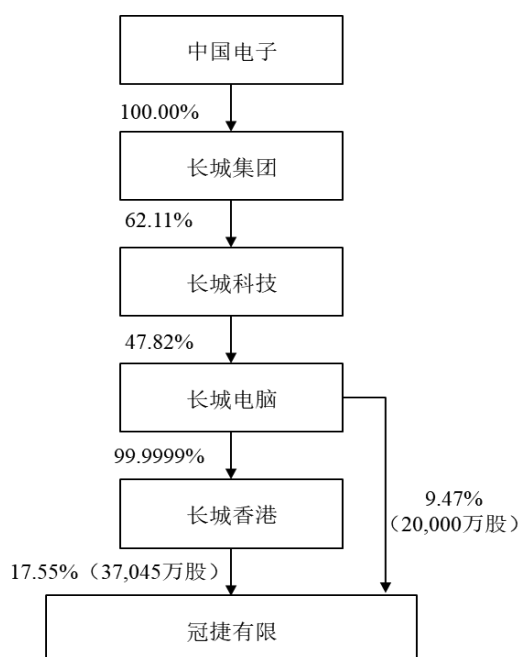 中国电子
100.00%
长城集团
62.11%
长城科技
47.82%
长城电脑
99.9999%
9.47%
（20,000万股）
长城香港
17.55%（37,045万股）
冠捷有限